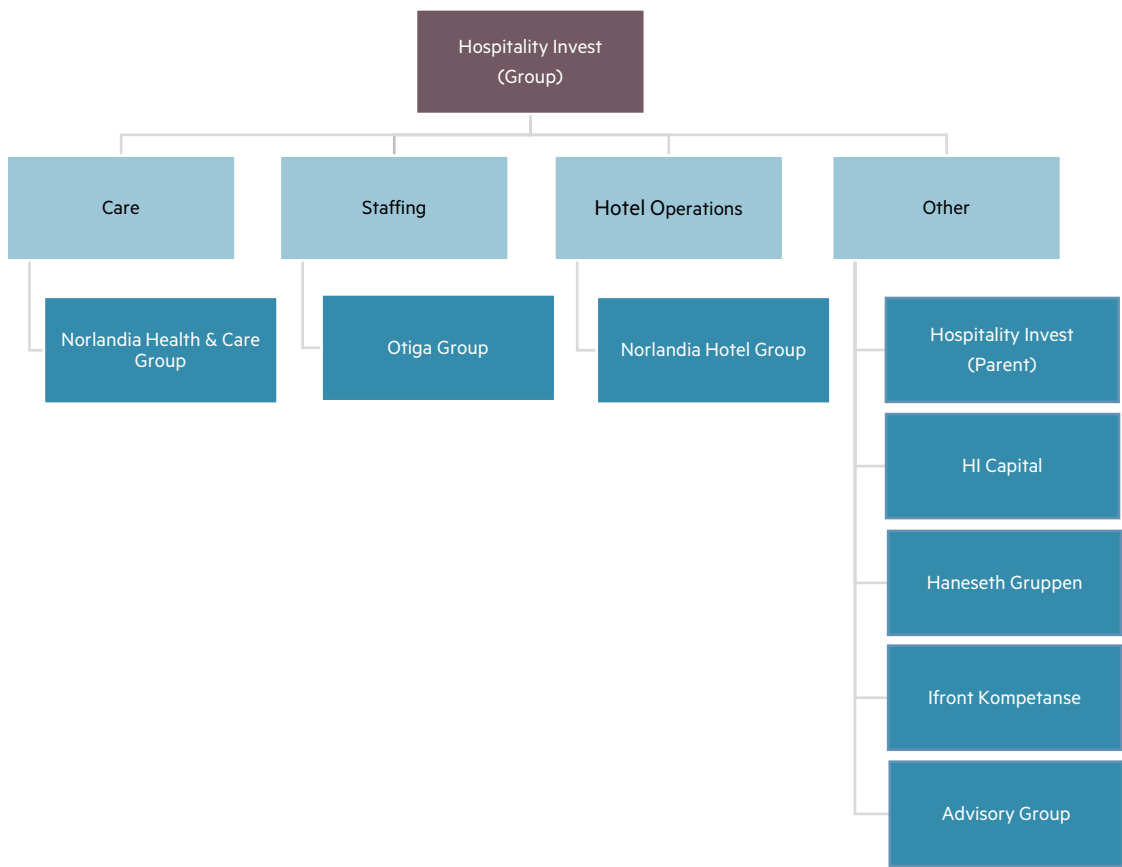 Hospitality Invest
(Group)
Care
Staffing
Hotel Operations
Other
Norlandia Health & Care
Group
Otiga Group
Norlandia Hotel Group
Hospitality Invest
(Parent)
HI Capital
Haneseth Gruppen
Ifront Kompetanse
Advisory Group